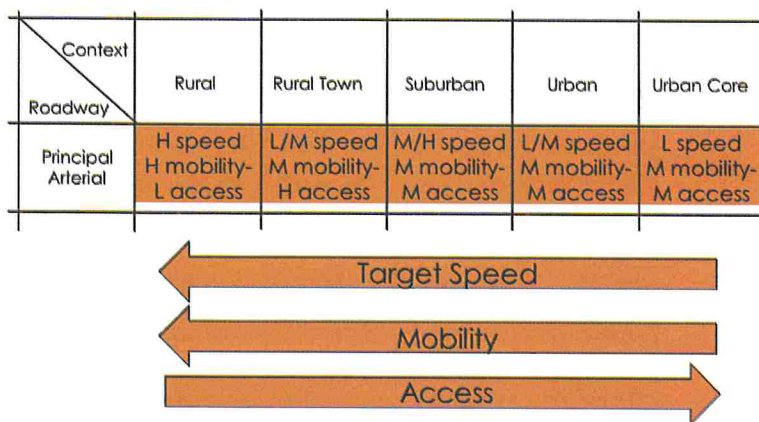 Context
Roadway
Rural
Rural Town
Suburban
Urban
Urban Core
Principal
Arterial
H speed
H mobility-
L access
L/M speed
M mobility-
H access
M/H speed
M mobility-
M access
L/M speed
M mobility-
M access
L speed
M mobility-
M access
Target Speed
Mobility
Access